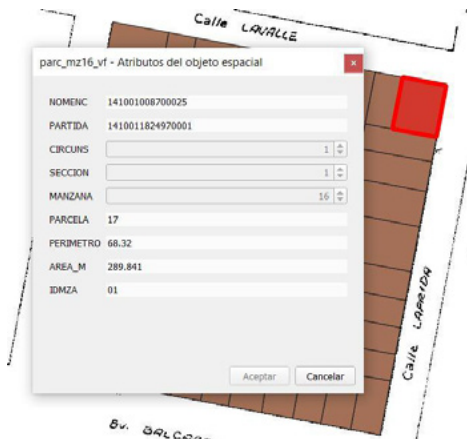 Calle LAVALLE
parc_mz16_vf - Atributos del objeto espacial
NOMENC 141001008700025
PARTIDA 1410011824970001
CIRCUNS 1
SECCION 1
MANZANA 16
PARCELA 17
PERIMETRO 68.32
AREA_M 289.841
IDMZA 01
Aceptar Cancelar
Calle LAPRIDA
Bv.